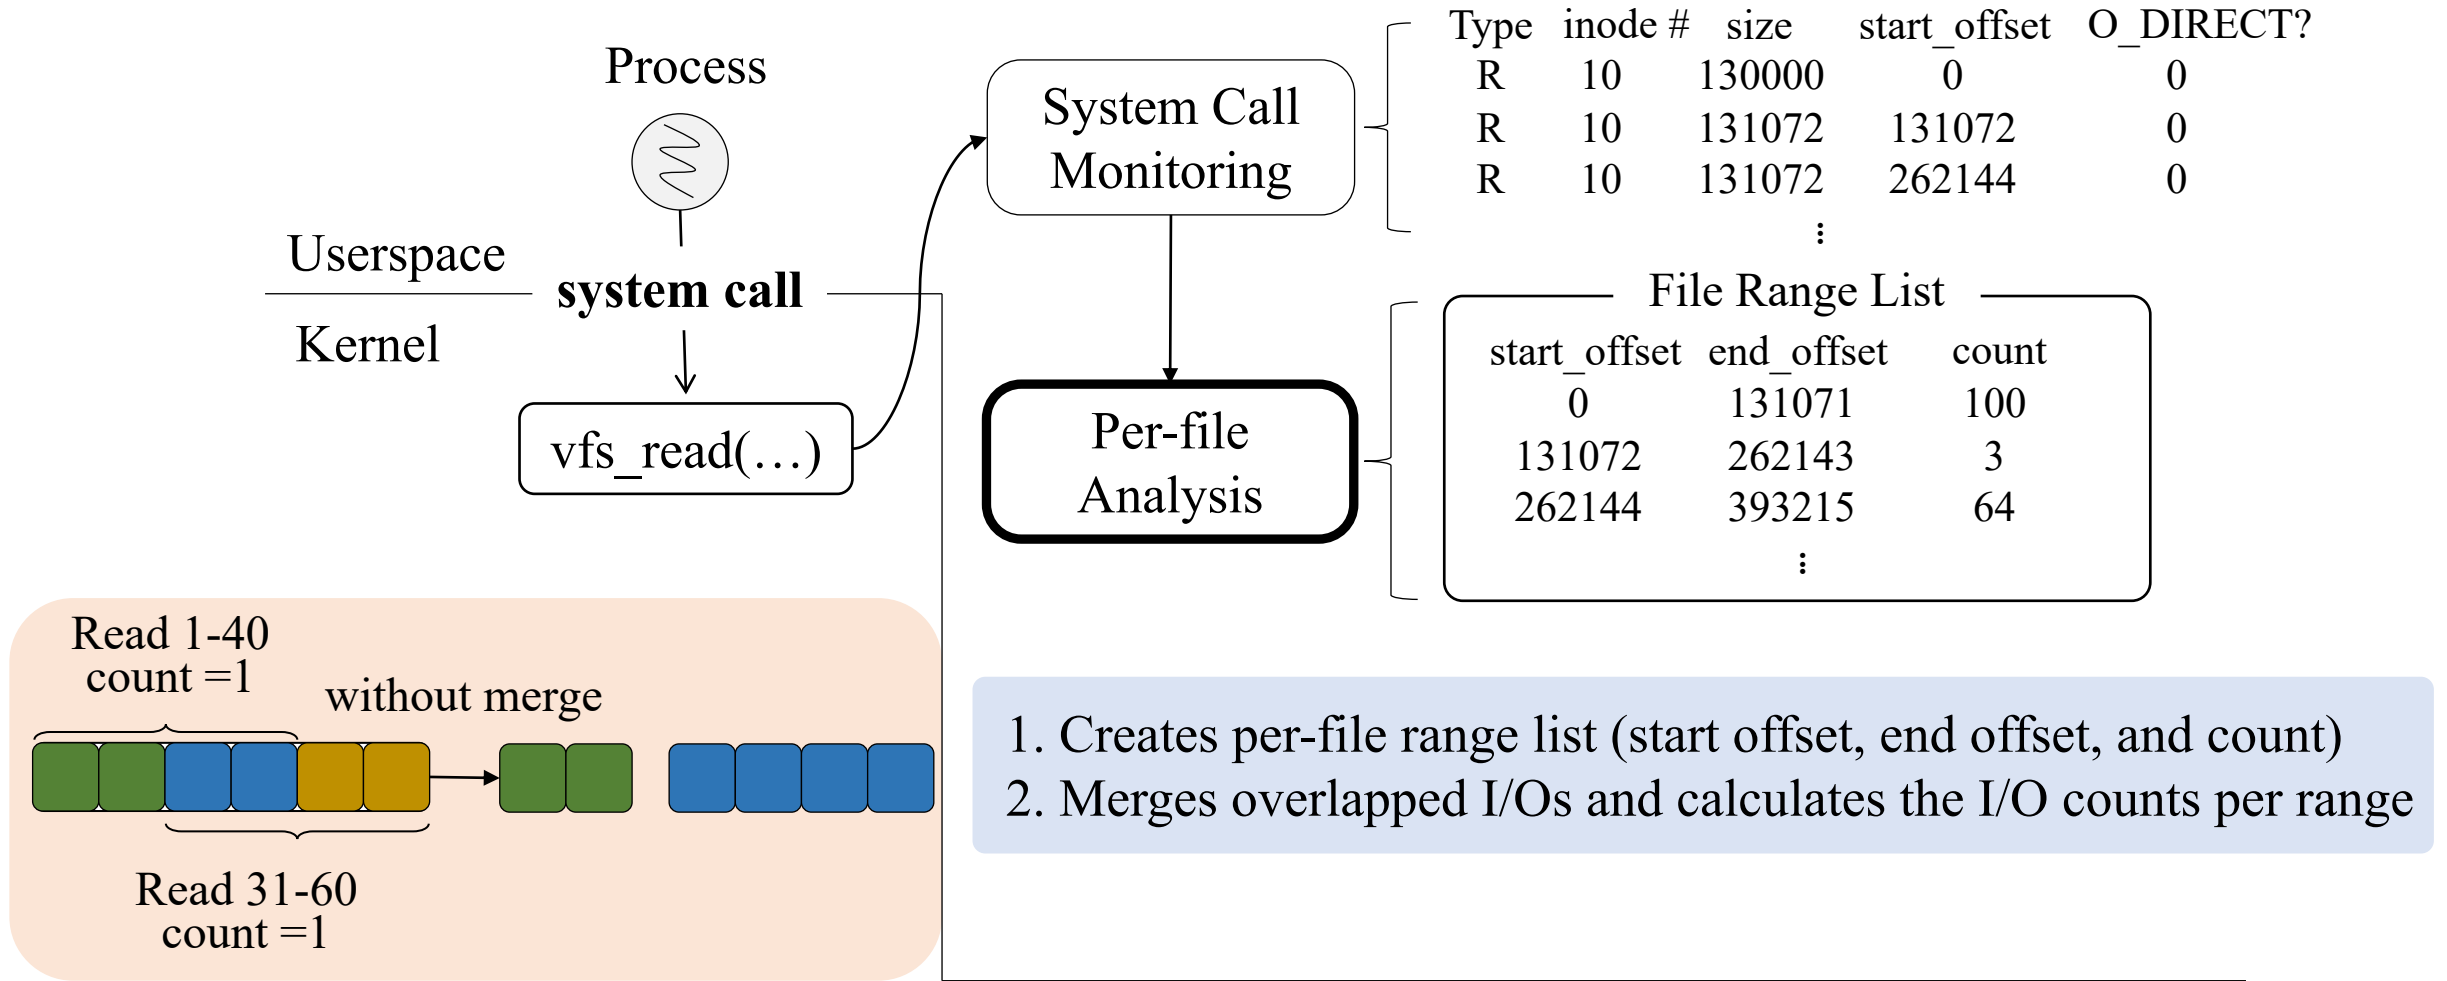 Process
Userspace
system call
Kernel
vfs_read(…)
System Call
Monitoring
Type inode # size start_offset O_DIRECT?
R 10 130000 0 0
R 10 131072 131072 0
R 10 131072 262144 0
⋮
Per-file
Analysis
File Range List
start_offset end_offset count
0 131071 100
131072 262143 3
262144 393215 64
⋮
Read 1-40
count =1
without merge
Read 31-60
count =1
1. Creates per-file range list (start offset, end offset, and count)
2. Merges overlapped I/Os and calculates the I/O counts per range